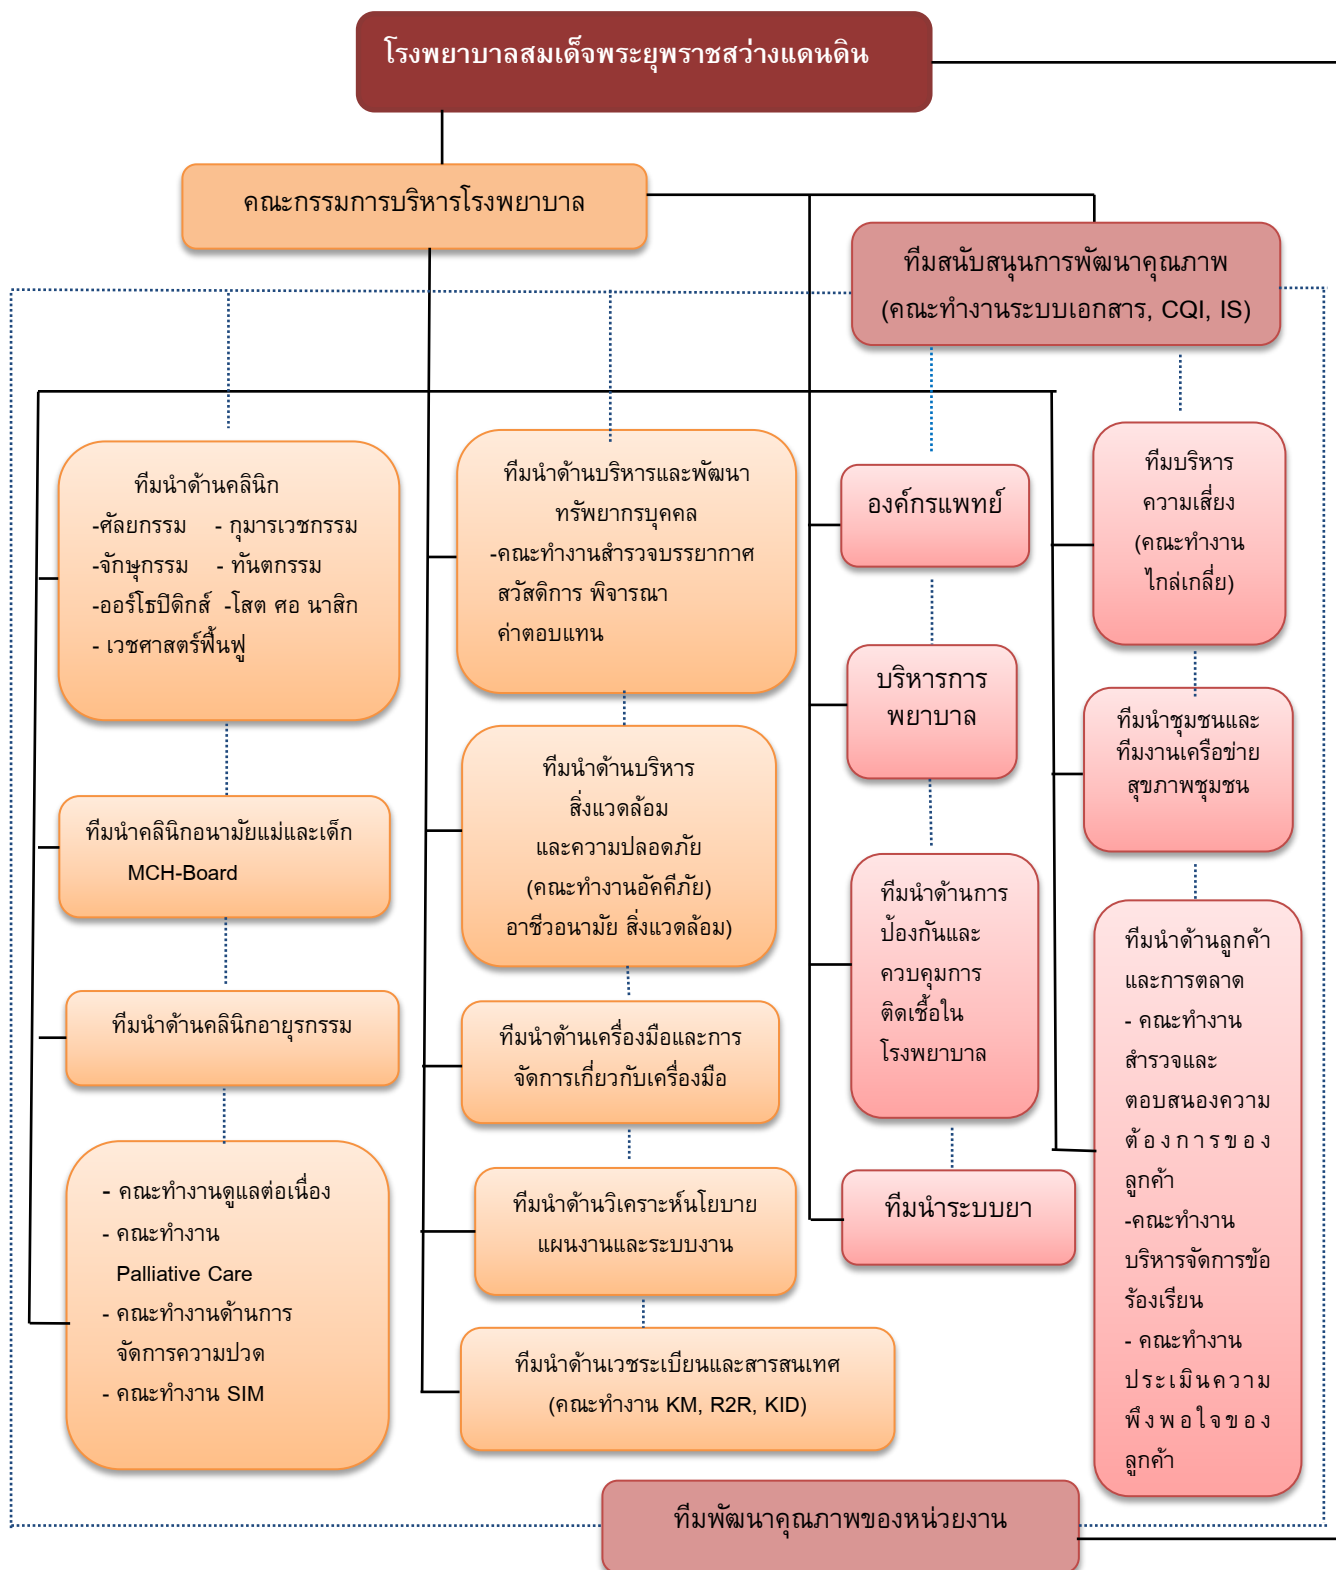 โรงพยาบาลสมเด็จพระยุพราชสว่างแดนดิน
คณะกรรมการบริหารโรงพยาบาล
ทีมสนับสนุนการพัฒนาคุณภาพ
(คณะทำงานระบบเอกสาร, CQI, IS)
ทีมนำด้านคลินิก
-ศัลยกรรม - กุมารเวชกรรม
-จักษุกรรม - ทันตกรรม
-ออร์โธปิดิกส์ -โสต ศอ นาสิก
- เวชศาสตร์ฟื้นฟู
ทีมนำคลินิกอนามัยแม่และเด็ก
MCH-Board
ทีมนำด้านคลินิกอายุรกรรม
- คณะทำงานดูแลต่อเนื่อง
- คณะทำงาน
Palliative Care
- คณะทำงานด้านการ
จัดการความปวด
- คณะทำงาน SIM
ทีมนำด้านบริหารและพัฒนา
ทรัพยากรบุคคล
-คณะทำงานสำรวจบรรยากาศ
สวัสดิการ พิจารณา
ค่าตอบแทน
ทีมนำด้านบริหาร
สิ่งแวดล้อม
และความปลอดภัย
(คณะทำงานอัคคีภัย)
อาชีวอนามัย สิ่งแวดล้อม)
ทีมนำด้านเครื่องมือและการ
จัดการเกี่ยวกับเครื่องมือ
ทีมนำด้านวิเคราะห์นโยบาย
แผนงานและระบบงาน
ทีมนำด้านเวชระเบียนและสารสนเทศ
(คณะทำงาน KM, R2R, KID)
องค์กรแพทย์
บริหารการ
พยาบาล
ทีมนำด้านการ
ป้องกันและ
ควบคุมการ
ติดเชื้อใน
โรงพยาบาล
ทีมนำระบบยา
ทีมบริหาร
ความเสี่ยง
(คณะทำงาน
ไกล่เกลี่ย)
ทีมนำชุมชนและ
ทีมงานเครือข่าย
สุขภาพชุมชน
ทีมนำด้านลูกค้า
และการตลาด
- คณะทำงาน
สำรวจและ
ตอบสนองความ
ต้องการของ
ลูกค้า
-คณะทำงาน
บริหารจัดการข้อ
ร้องเรียน
- คณะทำงาน
ประเมินความ
พึงพอใจของ
ลูกค้า
ทีมพัฒนาคุณภาพของหน่วยงาน